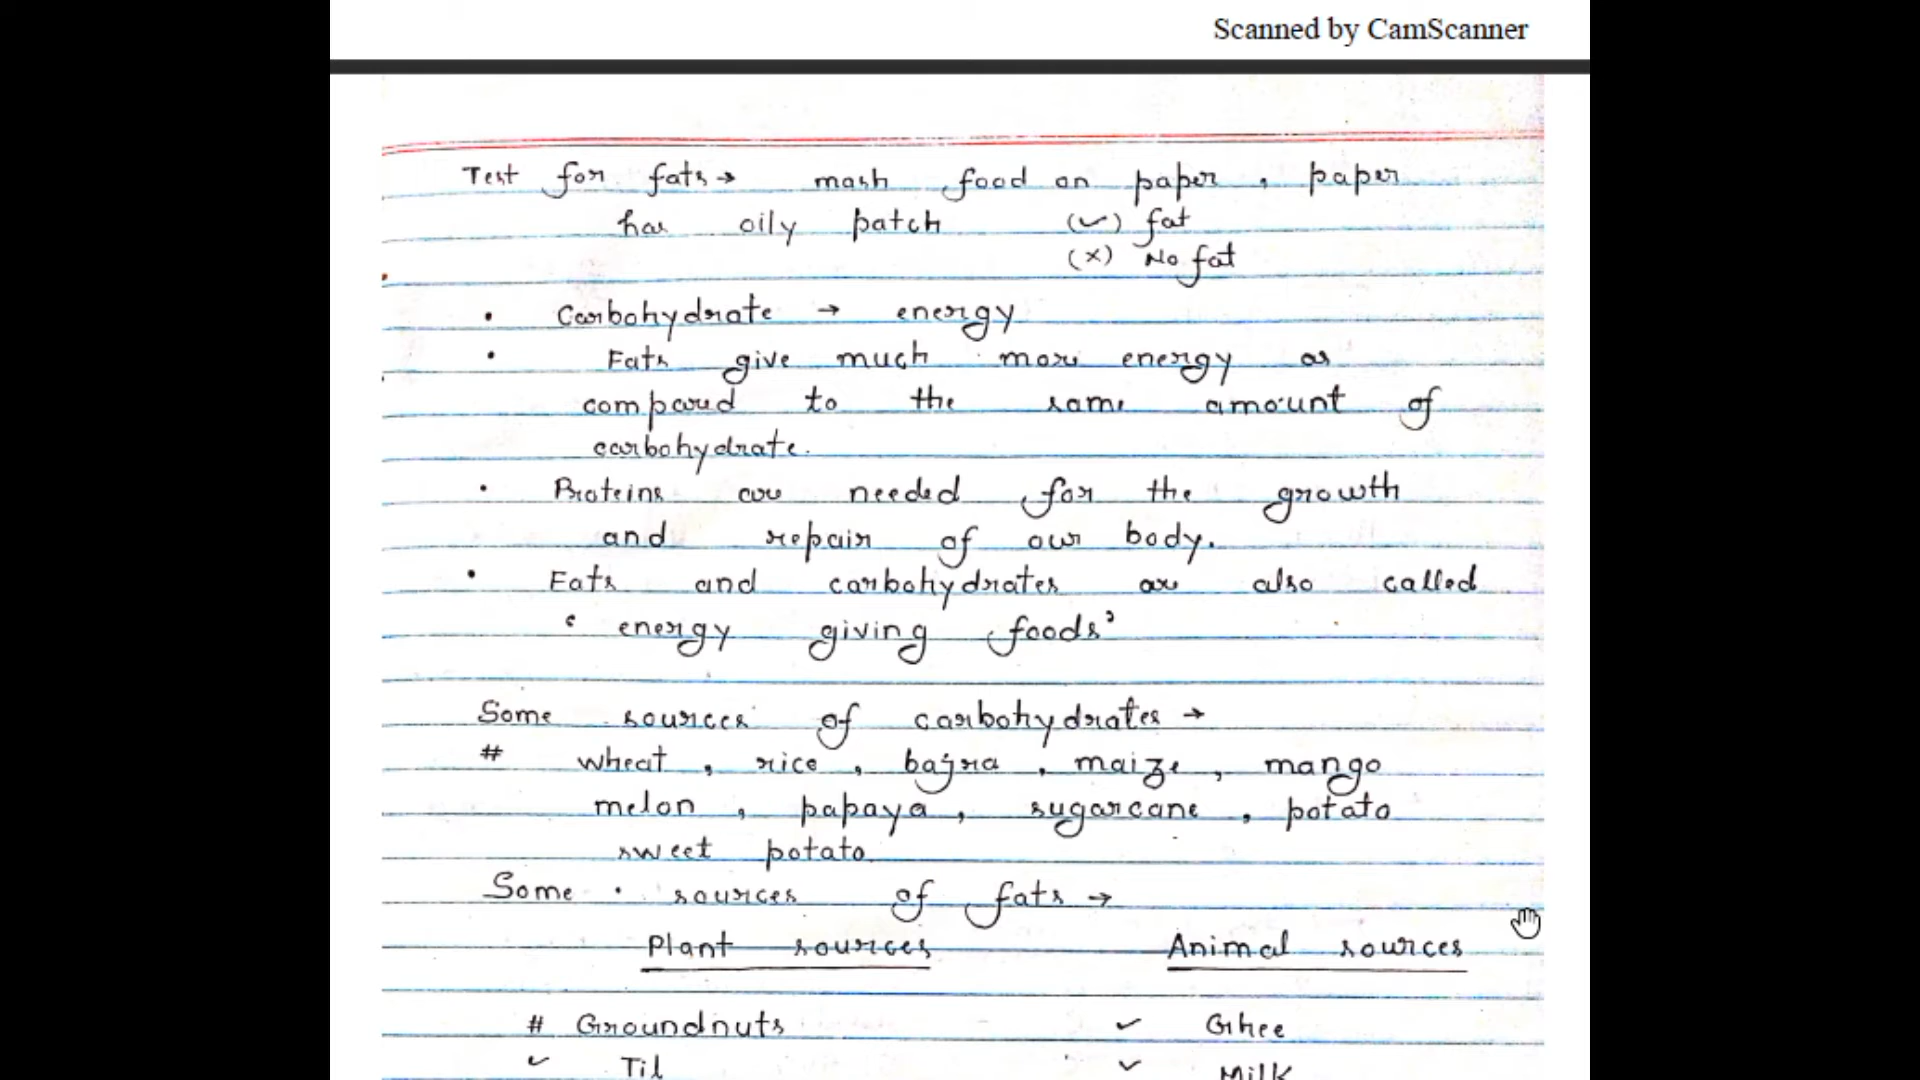 Scanned by CamScanner
Test for fats → mash food on paper , paper
has oily patch (✓) fat
(×) No fat
• Carbohydrate → energy
• Fats give much more energy as
compared to the same amount of
carbohydrate.
• Proteins are needed for the growth
and repair of our body.
• Fats and carbohydrates are also called
‘ energy giving foods’
Some sources of carbohydrates →
# wheat , rice , bajra , maize , mango
melon , papaya , sugarcane , potato
sweet potato.
Some sources of fats →
Plant sources Animal sources
# Groundnuts ✓ Ghee
✓ Til ✓ Milk